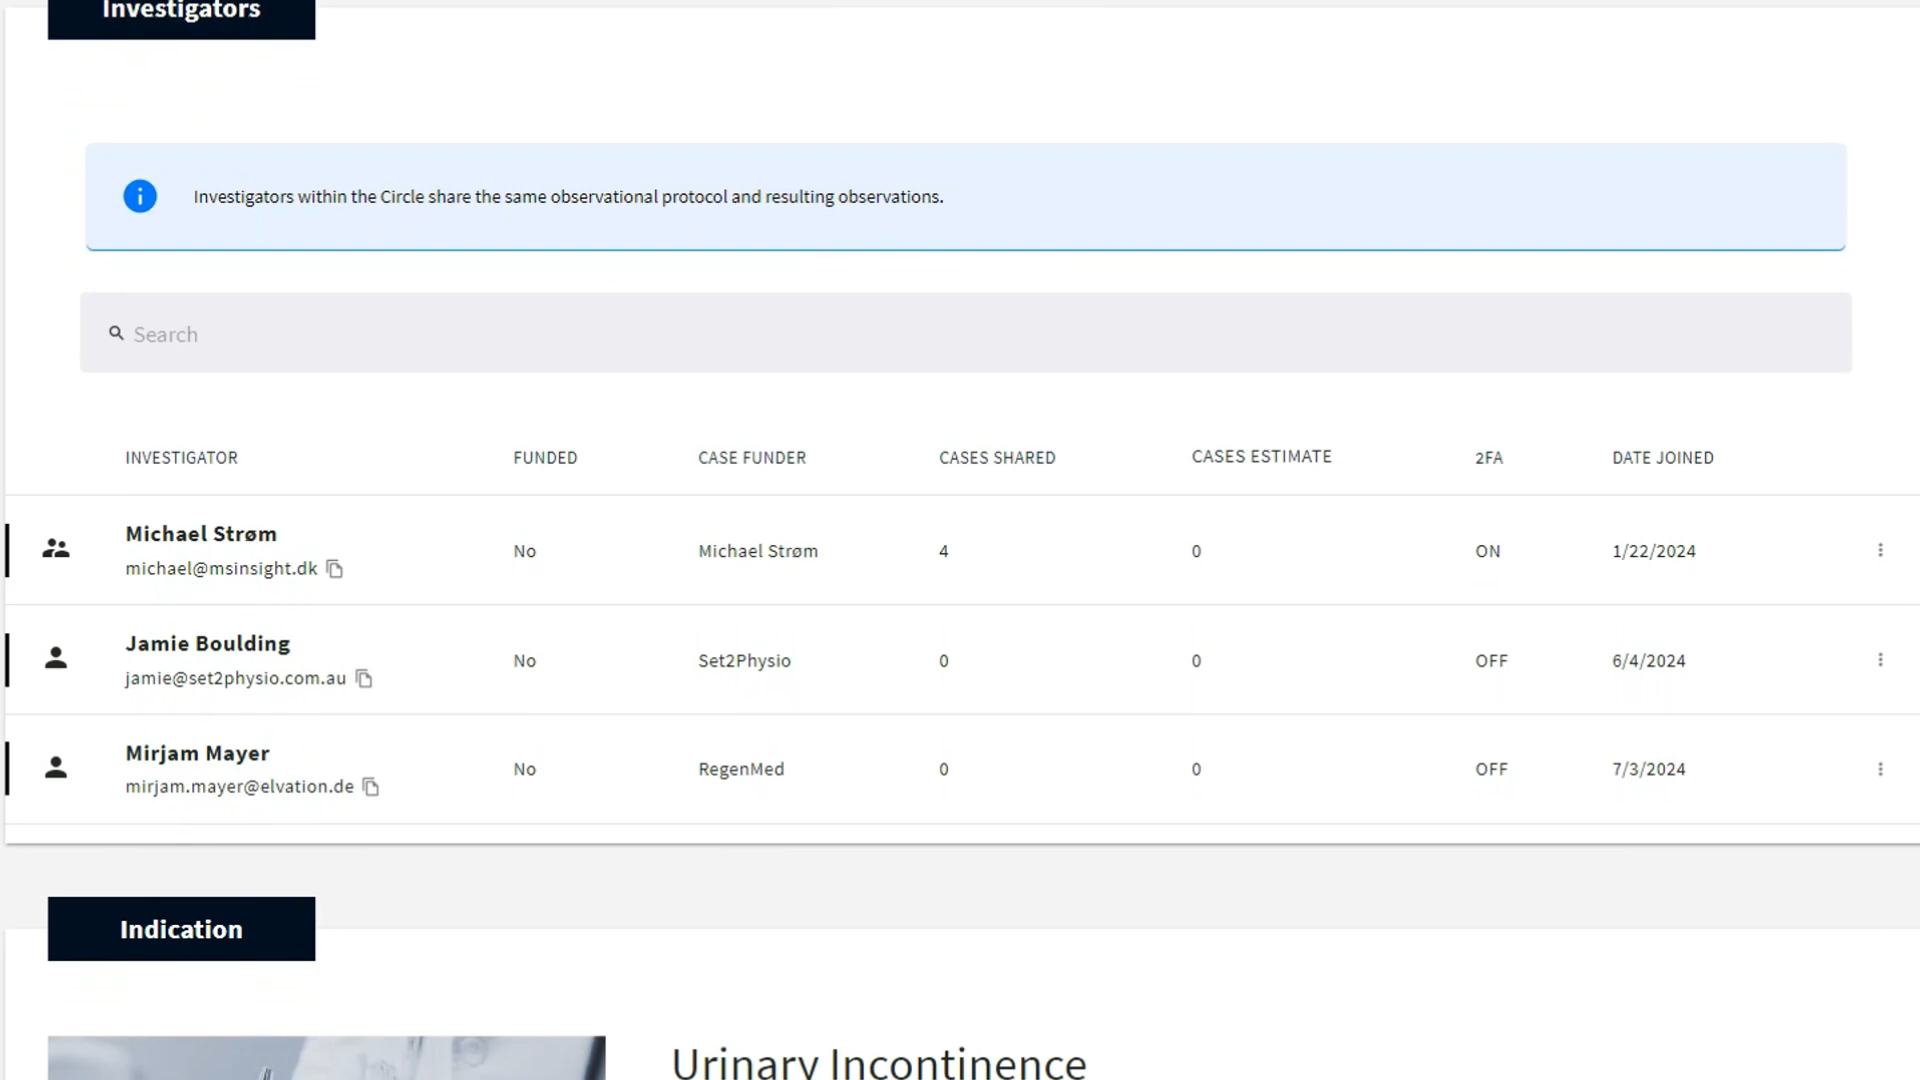 Investigators
Investigators within the Circle share the same observational protocol and resulting observations.
Search
INVESTIGATOR FUNDED CASE FUNDER CASES SHARED CASES ESTIMATE 2FA DATE JOINED
Michael Strøm
michael@msinsight.dk
No Michael Strøm 4 0 ON 1/22/2024
Jamie Boulding
jamie@set2physio.com.au
No Set2Physio 0 0 OFF 6/4/2024
Mirjam Mayer
mirjam.mayer@elvation.de
No RegenMed 0 0 OFF 7/3/2024
Indication
Urinary Incontinence